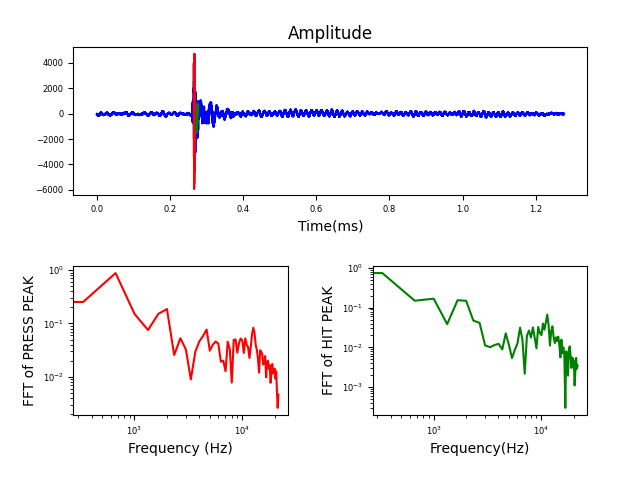 Amplitude
4000
2000
0
−2000
−4000
−6000
0.0 0.2 0.4 0.6 0.8 1.0 1.2
Time(ms)
FFT of PRESS PEAK
10⁰
10⁻¹
10⁻²
10³ 10⁴
Frequency (Hz)
FFT of HIT PEAK
10⁰
10⁻¹
10⁻²
10⁻³
10³ 10⁴
Frequency(Hz)